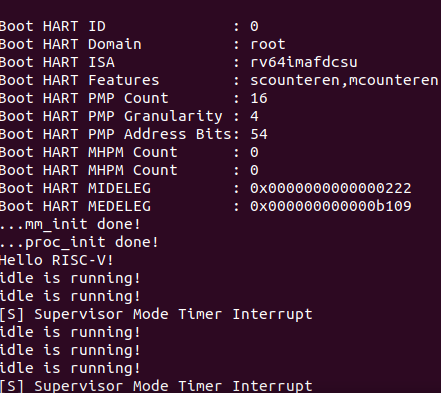 Boot HART ID : 0
Boot HART Domain : root
Boot HART ISA : rv64imafdcsu
Boot HART Features : scounteren,mcounteren
Boot HART PMP Count : 16
Boot HART PMP Granularity : 4
Boot HART PMP Address Bits: 54
Boot HART MHPM Count : 0
Boot HART MHPM Count : 0
Boot HART MIDELEG : 0x0000000000000222
Boot HART MEDELEG : 0x000000000000b109
...mm_init done!
...proc_init done!
Hello RISC-V!
idle is running!
idle is running!
[S] Supervisor Mode Timer Interrupt
idle is running!
idle is running!
idle is running!
[S] Supervisor Mode Timer Interrupt